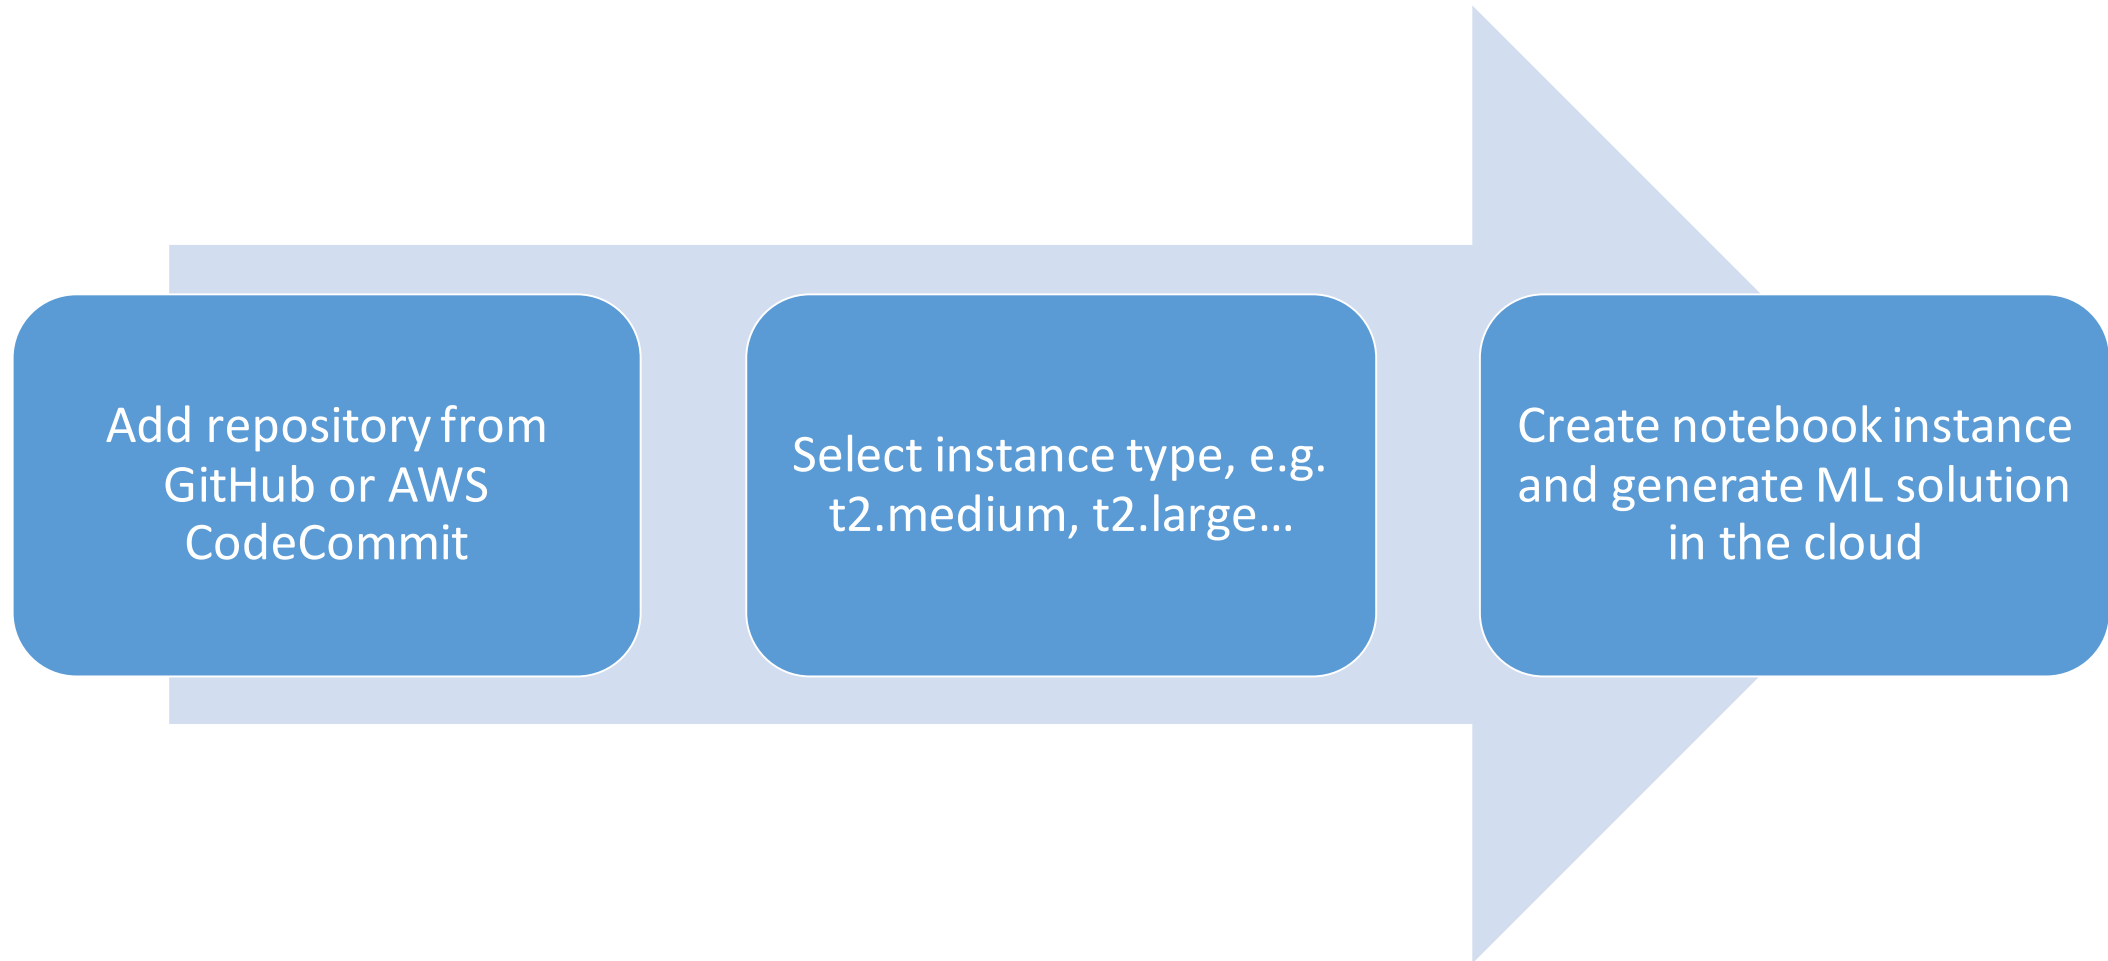 Add repository from
GitHub or AWS
CodeCommit
Select instance type, e.g.
t2.medium, t2.large…
Create notebook instance
and generate ML solution
in the cloud